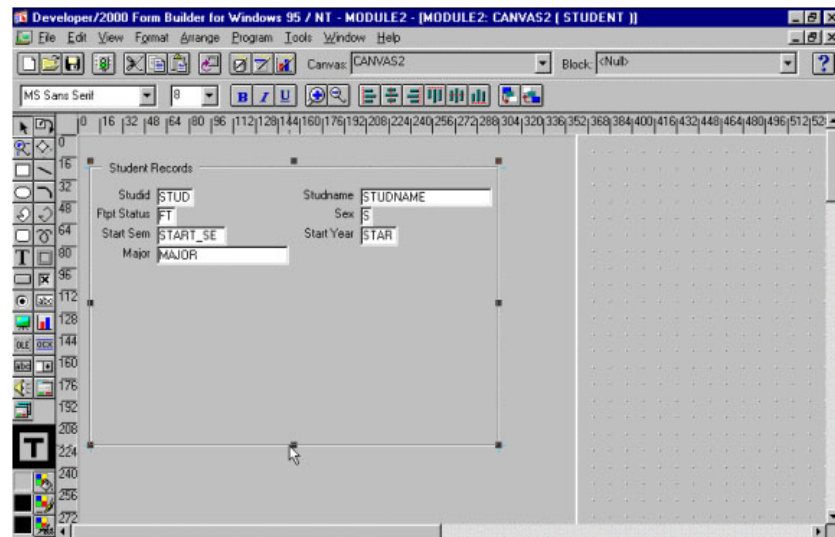 Developer/2000 Form Builder for Windows 95 / NT - MODULE2 - [MODULE2: CANVAS2 ( STUDENT )]
File Edit View Format Arrange Program Tools Window Help
Canvas: CANVAS2 Block: <Null>
MS Sans Serif 8 B I U
0 16 32 48 64 80 96 112 128 144 160 176 192 208 224 240 256 272 288 304 320 336 352 368 384 400 416 432 448 464 480 496 512
0
16
Student Records
32
Studid STUD Studname STUDNAME
48
Ftpt Status FT Sex S
64
Start Sem START_SE Start Year STAR
80
T
Major MAJOR
96
112
abc
128
144
OLE OCX
160
abc
176
192
208
T
224
240
256
272